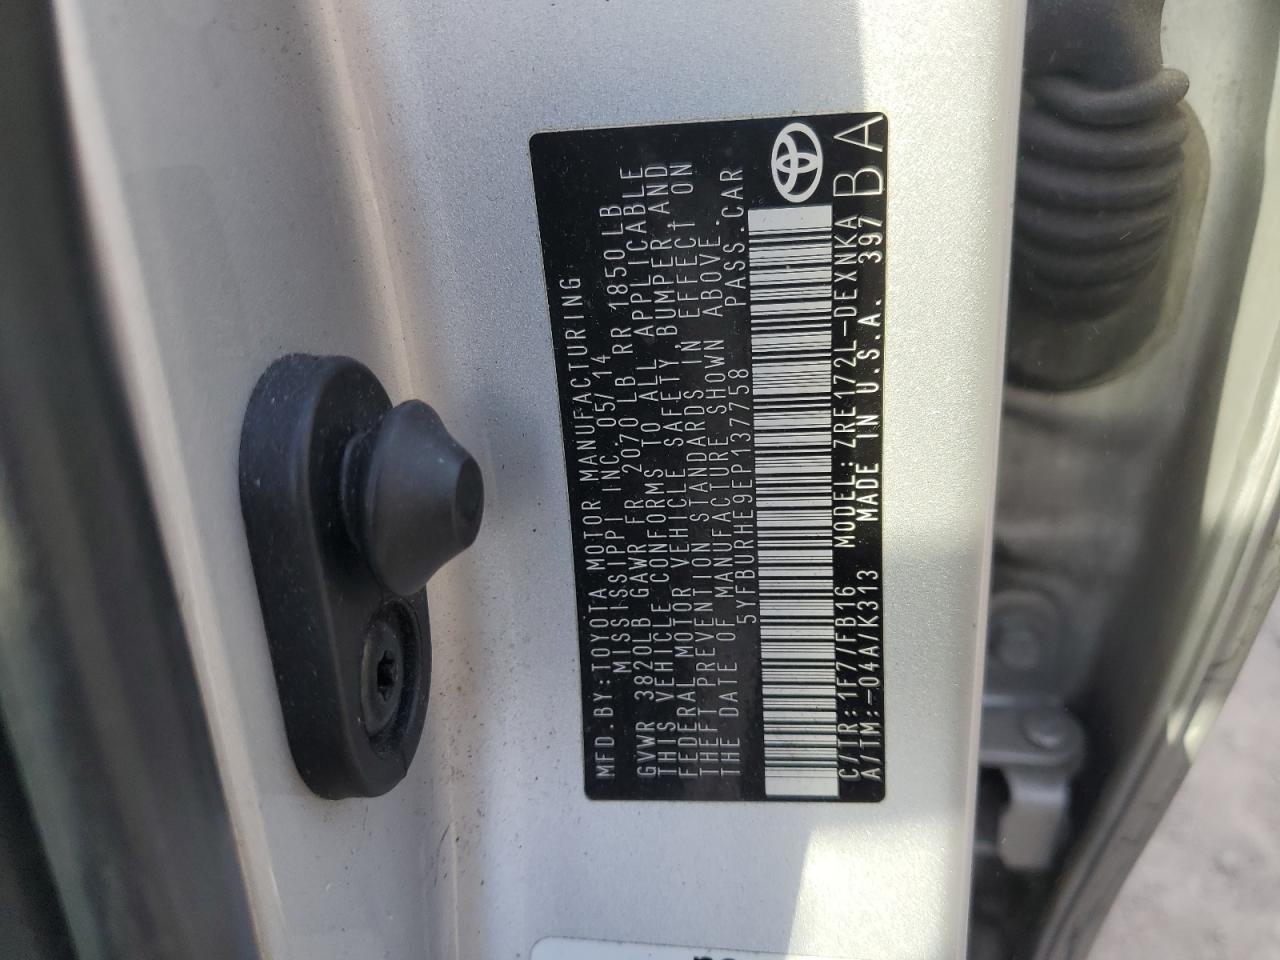 MFD.BY:TOYOTA MOTOR MANUFACTURING
MISSISSIPPI INC. 05/14
GVWR 3820LB GAWR FR 2070LB RR 1850LB
THIS VEHICLE CONFORMS TO ALL APPLICABLE
FEDERAL MOTOR VEHICLE SAFETY, BUMPER, AND
THEFT PREVENTION STANDARDS IN EFFECT ON
THE DATE OF MANUFACTURE SHOWN ABOVE.
5YFBURHE9EP137758 PASS.CAR
C/TR:1F7/FB16 MODEL:ZRE172L-DEXNKA
A/TM:-04A/K313 MADE IN U.S.A. 397
BA